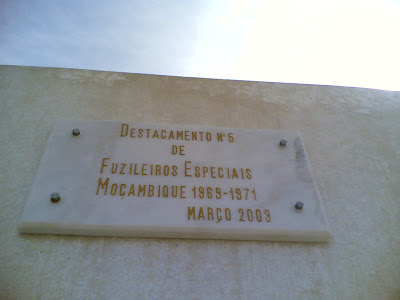 DESTACAMENTO Nº5
DE
FUZILEIROS ESPECIAIS
MOÇAMBIQUE 1969-1971
MARÇO 2003